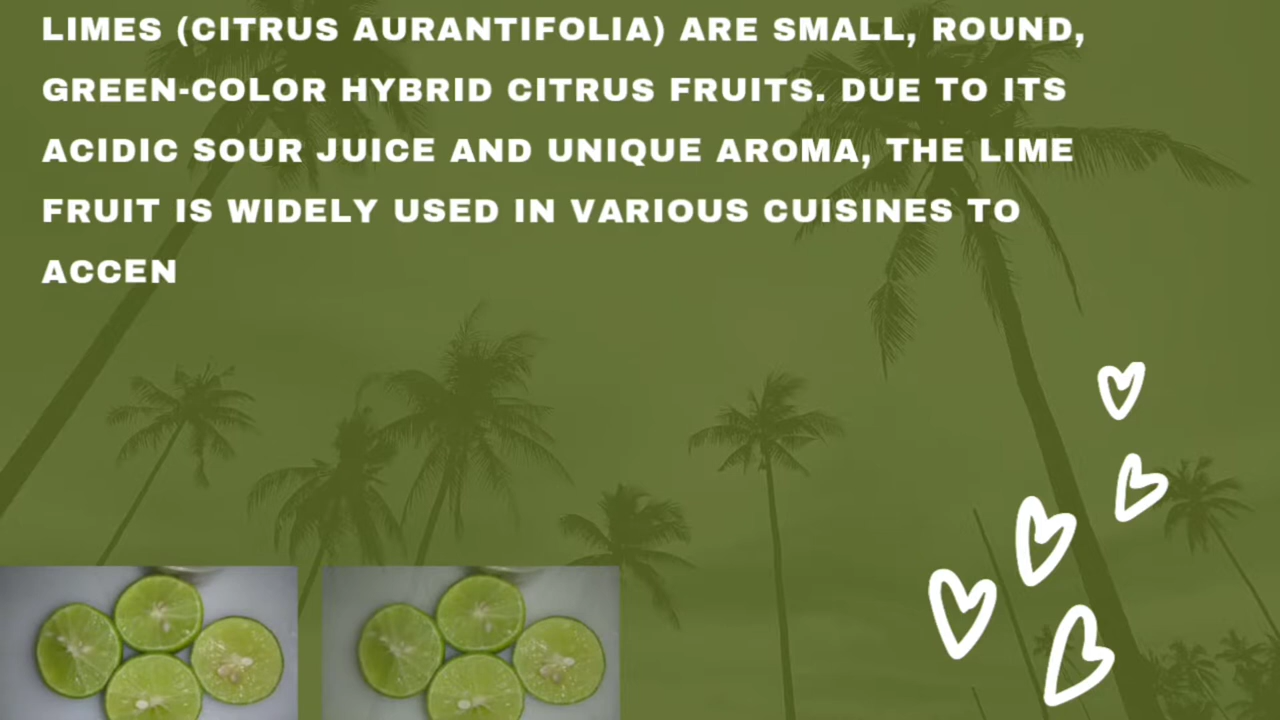 LIMES (CITRUS AURANTIFOLIA) ARE SMALL, ROUND,
GREEN-COLOR HYBRID CITRUS FRUITS. DUE TO ITS
ACIDIC SOUR JUICE AND UNIQUE AROMA, THE LIME
FRUIT IS WIDELY USED IN VARIOUS CUISINES TO
ACCEN